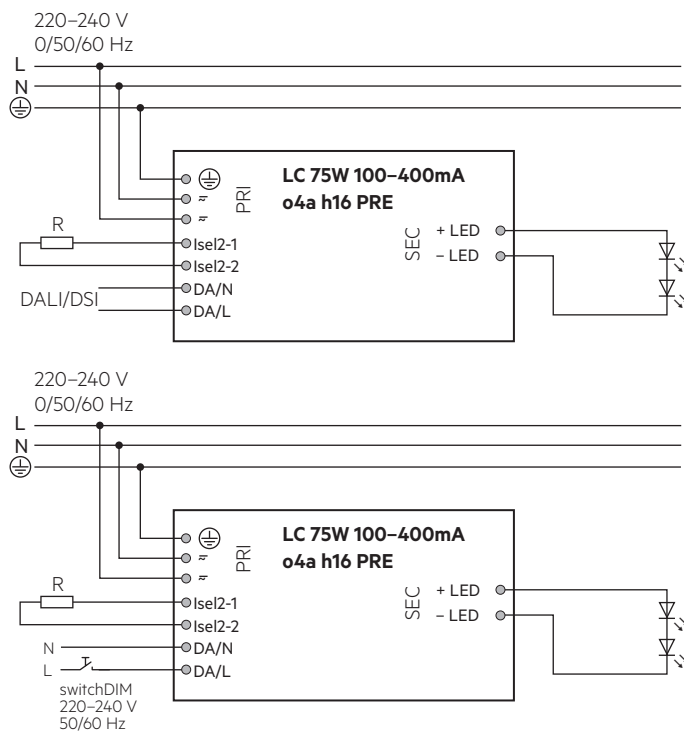 220–240 V
0/50/60 Hz
L
N
LC 75W 100–400mA
o4a h16 PRE
PRI
R
Isel2-1
Isel2-2
DA/N
DALI/DSI
DA/L
SEC
+ LED
– LED
220–240 V
0/50/60 Hz
L
N
LC 75W 100–400mA
o4a h16 PRE
PRI
R
Isel2-1
Isel2-2
N
DA/N
L
DA/L
switchDIM
220–240 V
50/60 Hz
SEC
+ LED
– LED